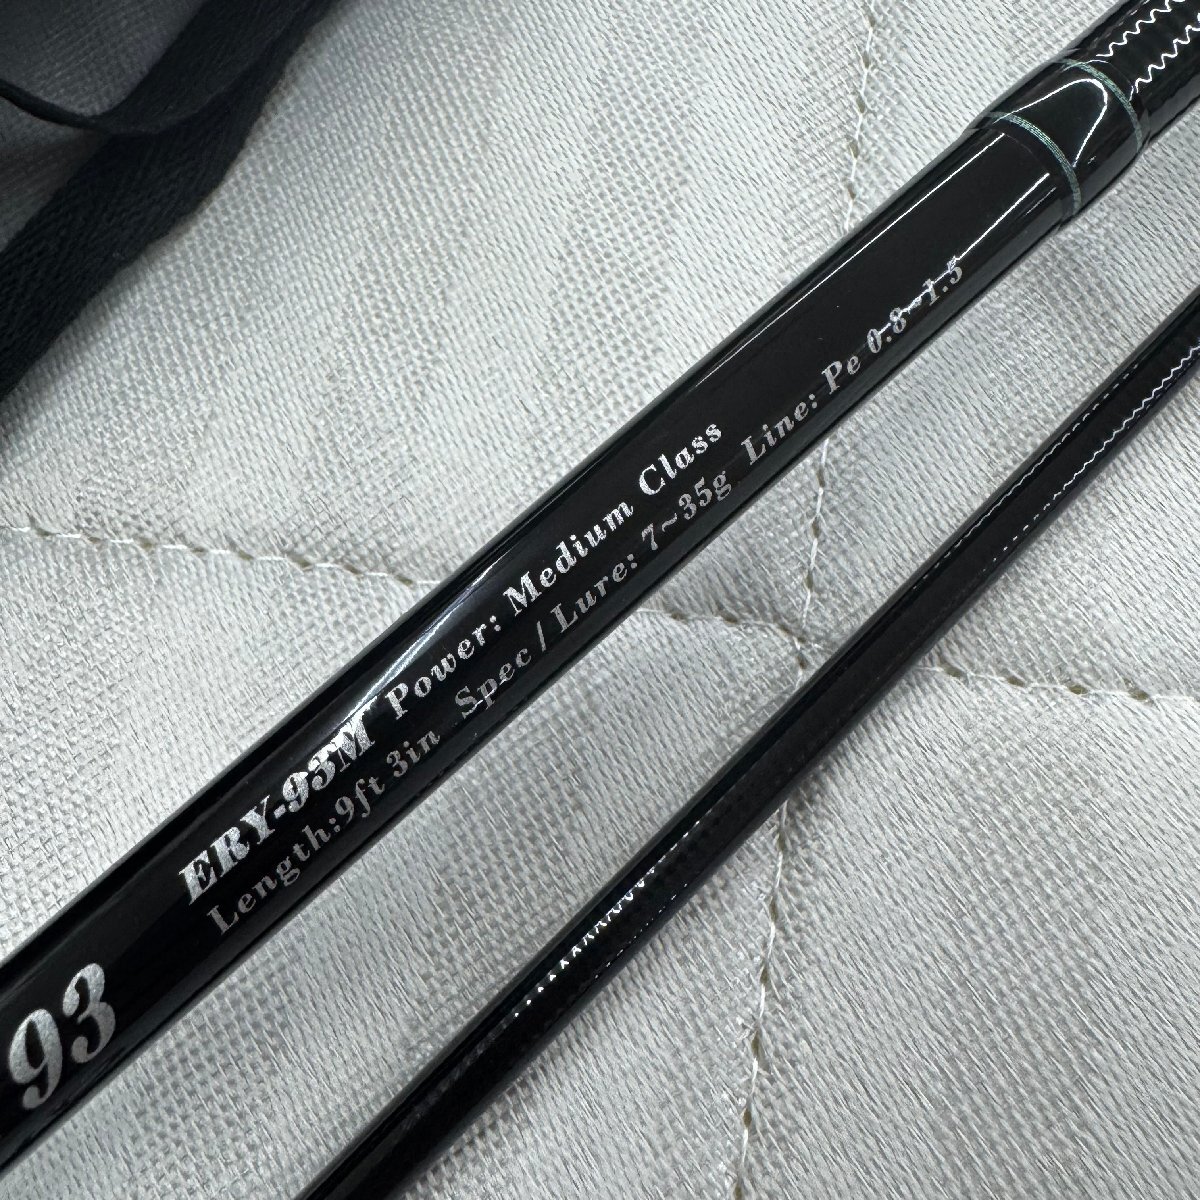 93
ERY-93M Power: Medium Class
Length:9ft 3in Spec/Lure: 7~35g Line: Pe 0.8~1.5